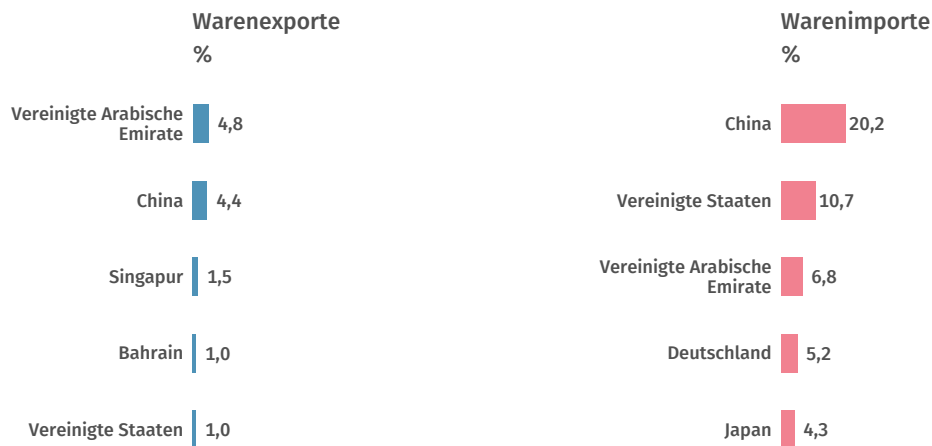 Warenexporte
%
Vereinigte Arabische
Emirate
4,8
China
4,4
Singapur
1,5
Bahrain
1,0
Vereinigte Staaten
1,0
Warenimporte
%
China
20,2
Vereinigte Staaten
10,7
Vereinigte Arabische
Emirate
6,8
Deutschland
5,2
Japan
4,3